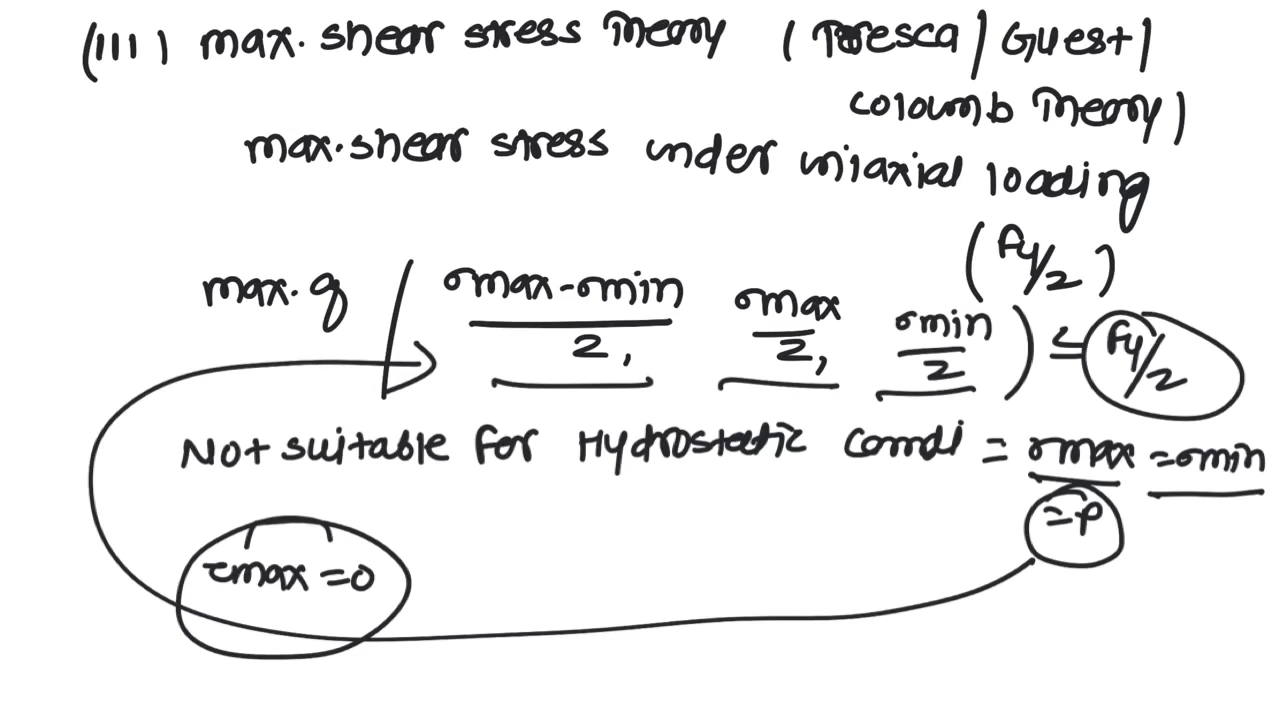 (III) max. shear stress Theory ( Tresca / Guest /
Coloumb Theory )
max. shear stress under uniaxial loading
(fy/2)
max. of ( σmax-σmin/2, σmax/2, σmin/2 ) ≤ fy/2
Not suitable for Hydrostatic Condi = σmax = σmin
= P
τmax = 0